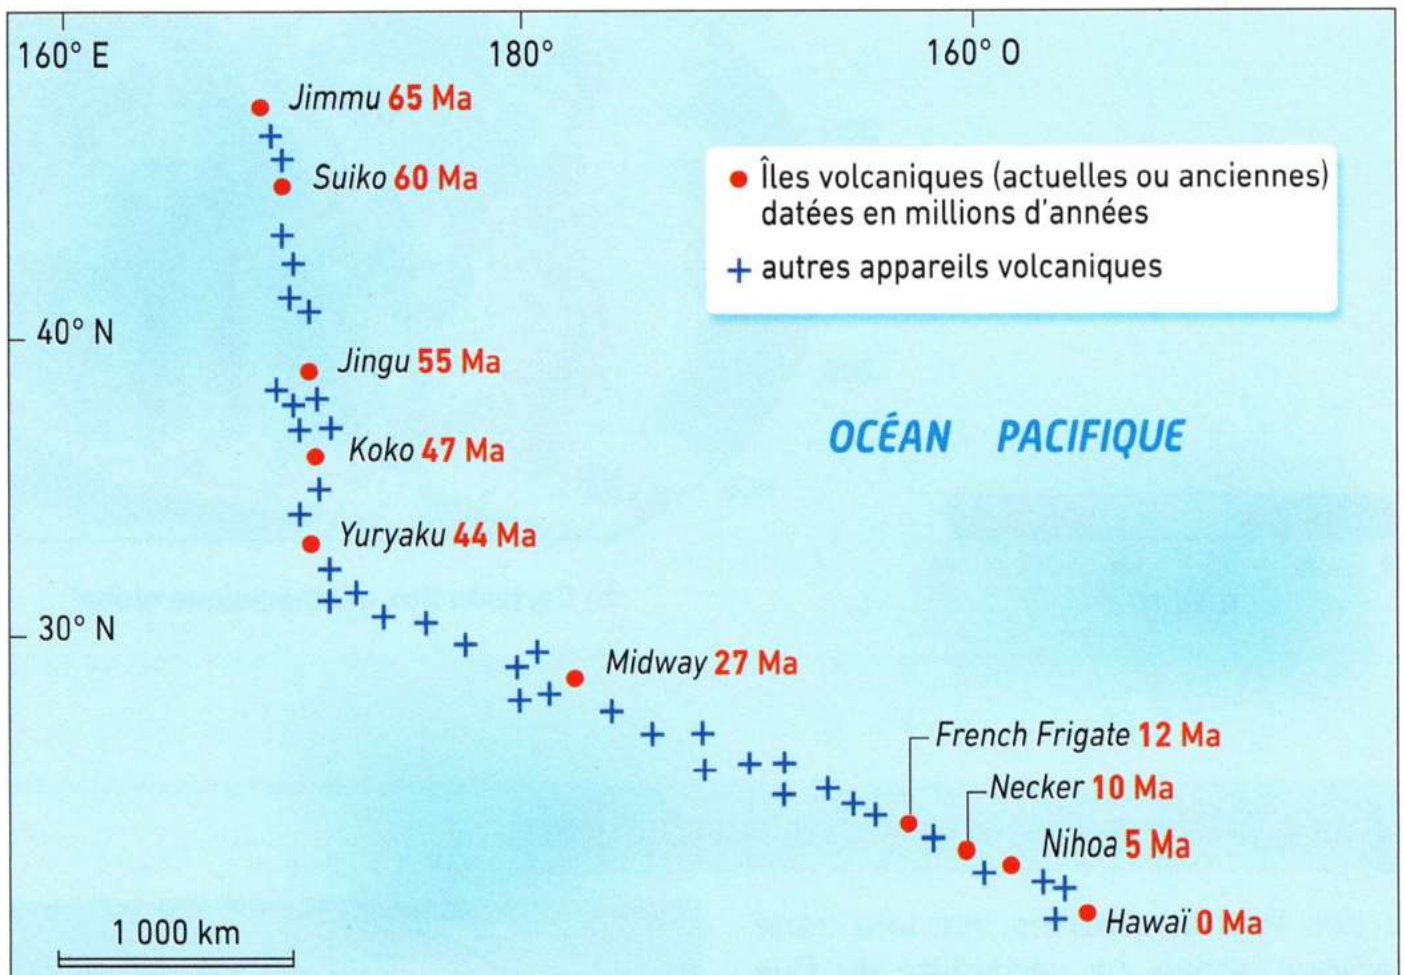 160° E
180°
160° O
Jimmu 65 Ma
Suiko 60 Ma
Îles volcaniques (actuelles ou anciennes)
datées en millions d'années
autres appareils volcaniques
40° N
Jingu 55 Ma
OCÉAN PACIFIQUE
Koko 47 Ma
Yuryaku 44 Ma
30° N
Midway 27 Ma
French Frigate 12 Ma
Necker 10 Ma
Nihoa 5 Ma
Hawaï 0 Ma
1 000 km